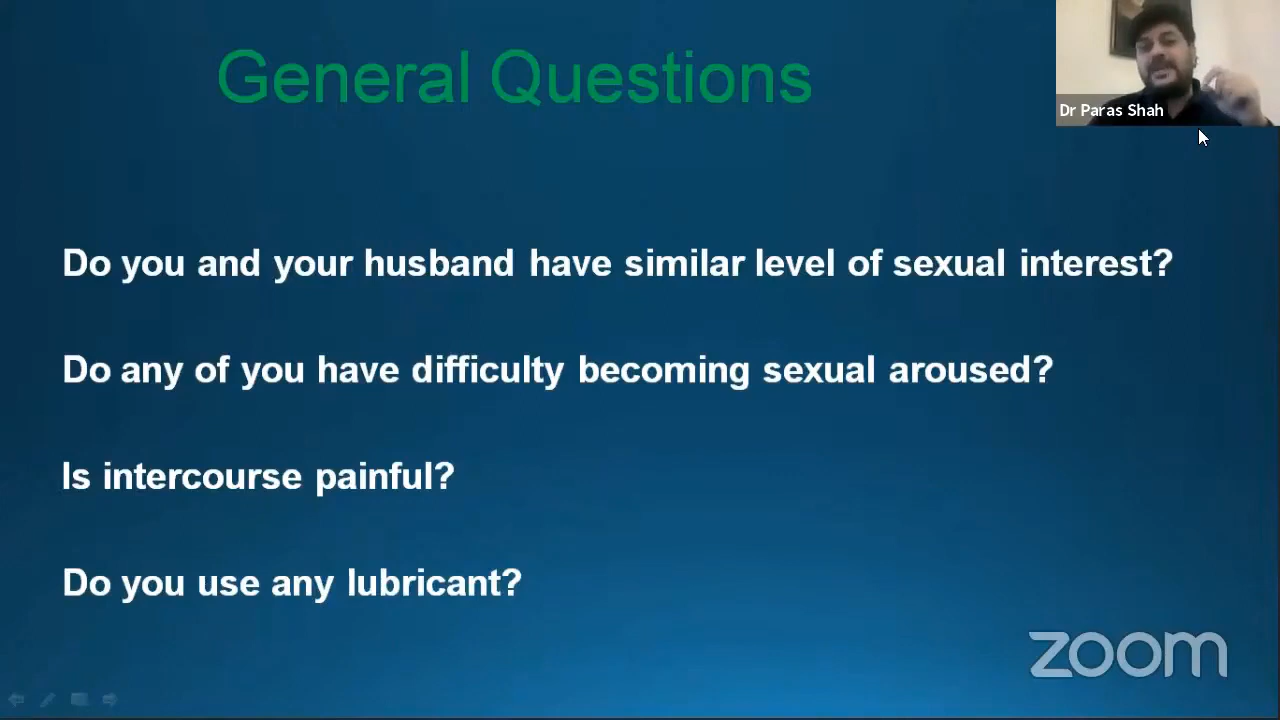 General Questions
Dr Paras Shah
Do you and your husband have similar level of sexual interest?
Do any of you have difficulty becoming sexual aroused?
Is intercourse painful?
Do you use any lubricant?
zoom